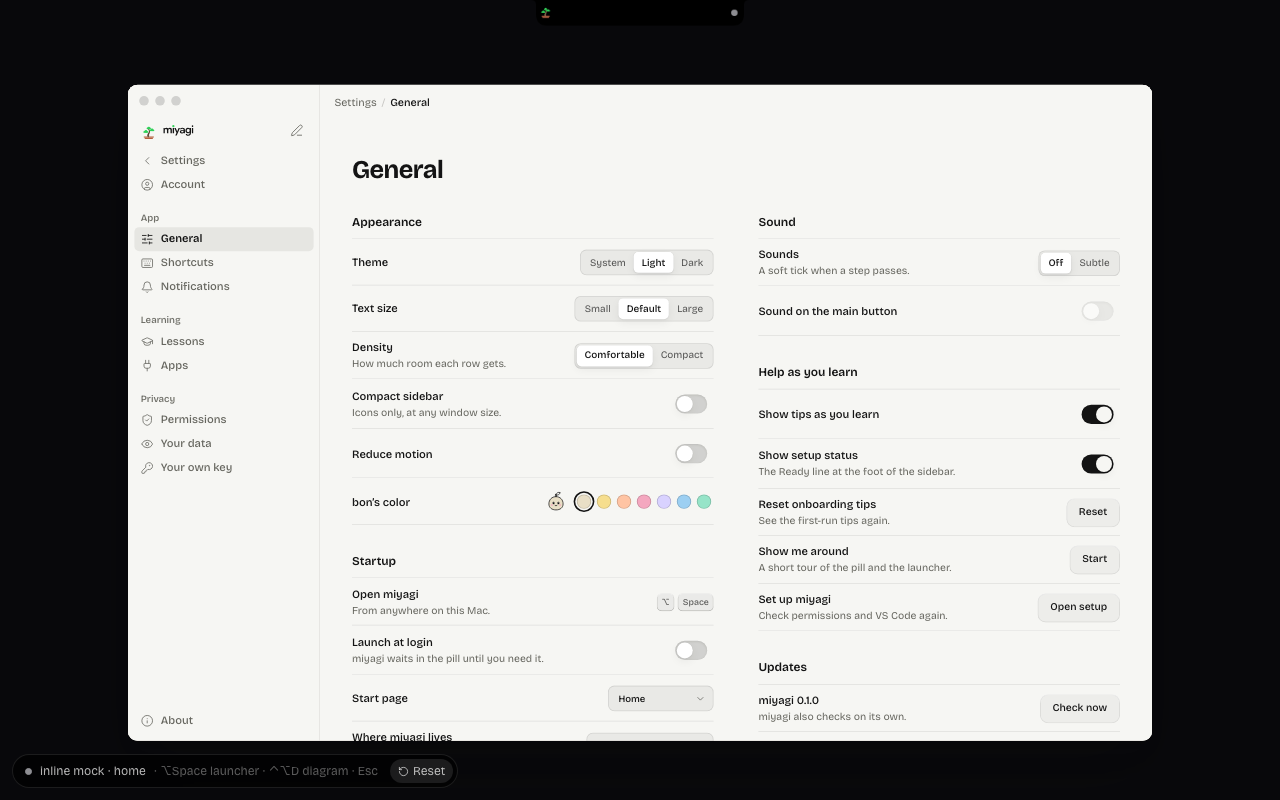 miyagi
Settings
Account
App
General
Shortcuts
Notifications
Learning
Lessons
Apps
Privacy
Permissions
Your data
Your own key
About
Settings / General
General
Appearance
Theme
System Light Dark
Text size
Small Default Large
Density
How much room each row gets.
Comfortable Compact
Compact sidebar
Icons only, at any window size.
Reduce motion
bon's color
Startup
Open miyagi
From anywhere on this Mac.
⌥ Space
Launch at login
miyagi waits in the pill until you need it.
Start page
Home
Where miyagi lives
Sound
Sounds
A soft tick when a step passes.
Off Subtle
Sound on the main button
Help as you learn
Show tips as you learn
Show setup status
The Ready line at the foot of the sidebar.
Reset onboarding tips
See the first-run tips again.
Reset
Show me around
A short tour of the pill and the launcher.
Start
Set up miyagi
Check permissions and VS Code again.
Open setup
Updates
miyagi 0.1.0
miyagi also checks on its own.
Check now
inline mock · home · ⌥Space launcher · ^⌥D diagram · Esc Reset